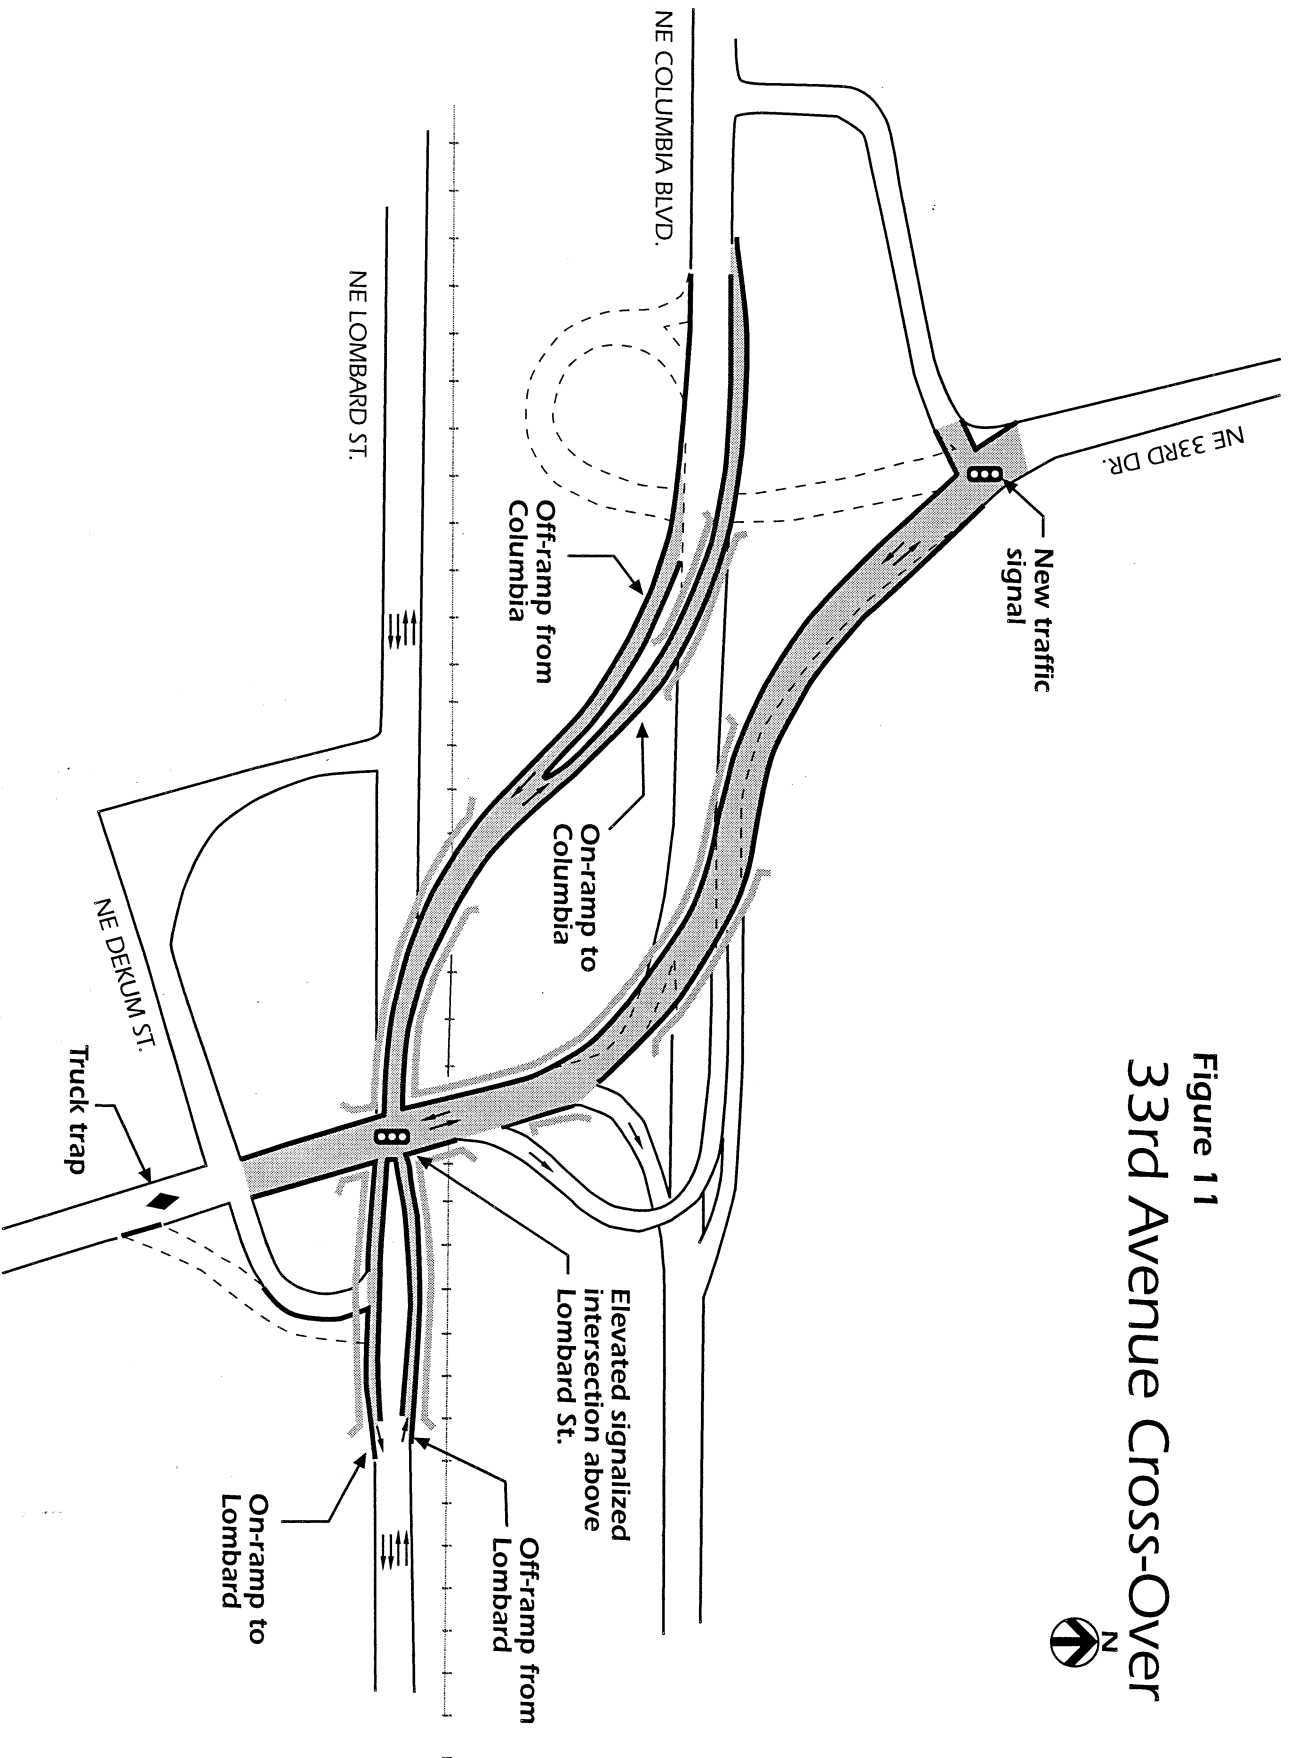 Figure 11
33rd Avenue Cross-Over
N
NE 33RD DR.
New traffic
signal
NE COLUMBIA BLVD.
Off-ramp from
Columbia
On-ramp to
Columbia
NE LOMBARD ST.
Elevated signalized
intersection above
Lombard St.
Off-ramp from
Lombard
On-ramp to
Lombard
NE DEKUM ST.
Truck trap